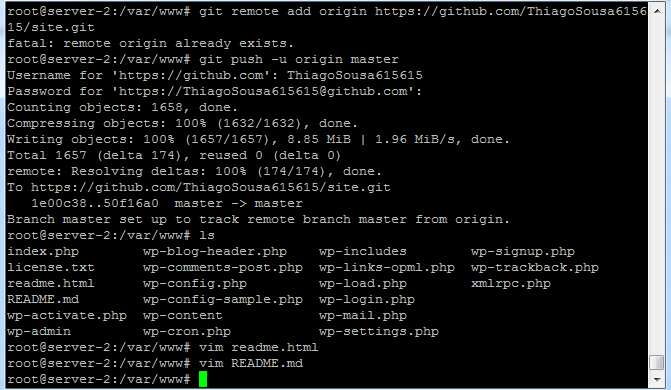 root@server-2:/var/www# git remote add origin https://github.com/ThiagoSousa6156
15/site.git
fatal: remote origin already exists.
root@server-2:/var/www# git push -u origin master
Username for 'https://github.com': ThiagoSousa615615
Password for 'https://ThiagoSousa615615@github.com':
Counting objects: 1658, done.
Compressing objects: 100% (1632/1632), done.
Writing objects: 100% (1657/1657), 8.85 MiB | 1.96 MiB/s, done.
Total 1657 (delta 174), reused 0 (delta 0)
remote: Resolving deltas: 100% (174/174), done.
To https://github.com/ThiagoSousa615615/site.git
   1e00c38..50f16a0  master -> master
Branch master set up to track remote branch master from origin.
root@server-2:/var/www# ls
index.php        wp-blog-header.php    wp-includes        wp-signup.php
license.txt      wp-comments-post.php  wp-links-opml.php  wp-trackback.php
readme.html      wp-config.php         wp-load.php        xmlrpc.php
README.md        wp-config-sample.php  wp-login.php
wp-activate.php  wp-content            wp-mail.php
wp-admin         wp-cron.php           wp-settings.php
root@server-2:/var/www# vim readme.html
root@server-2:/var/www# vim README.md
root@server-2:/var/www#